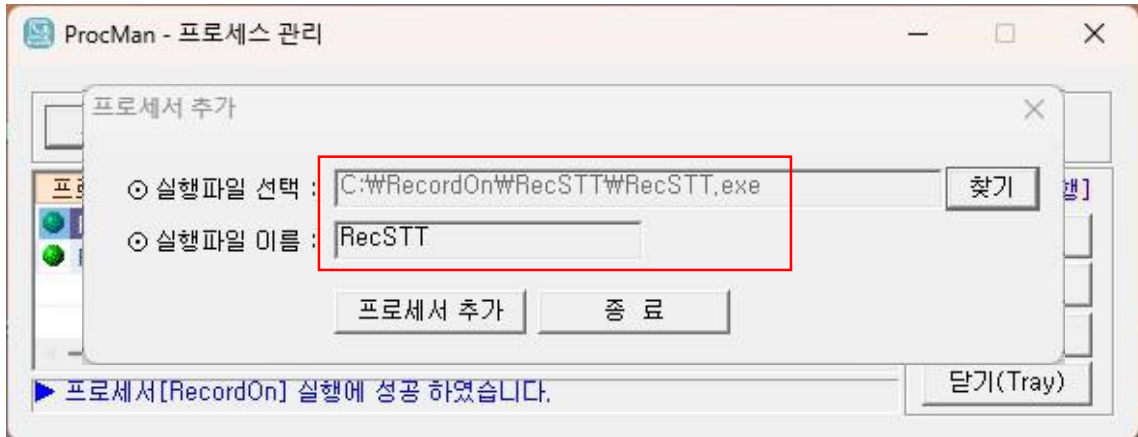 ProcMan - 프로세스 관리
프로세서 추가
⊙ 실행파일 선택 : C:₩RecordOn₩RecSTT₩RecSTT.exe 찾기
⊙ 실행파일 이름 : RecSTT
프로세서 추가 종 료
▶ 프로세서[RecordOn] 실행에 성공 하였습니다.
닫기(Tray)